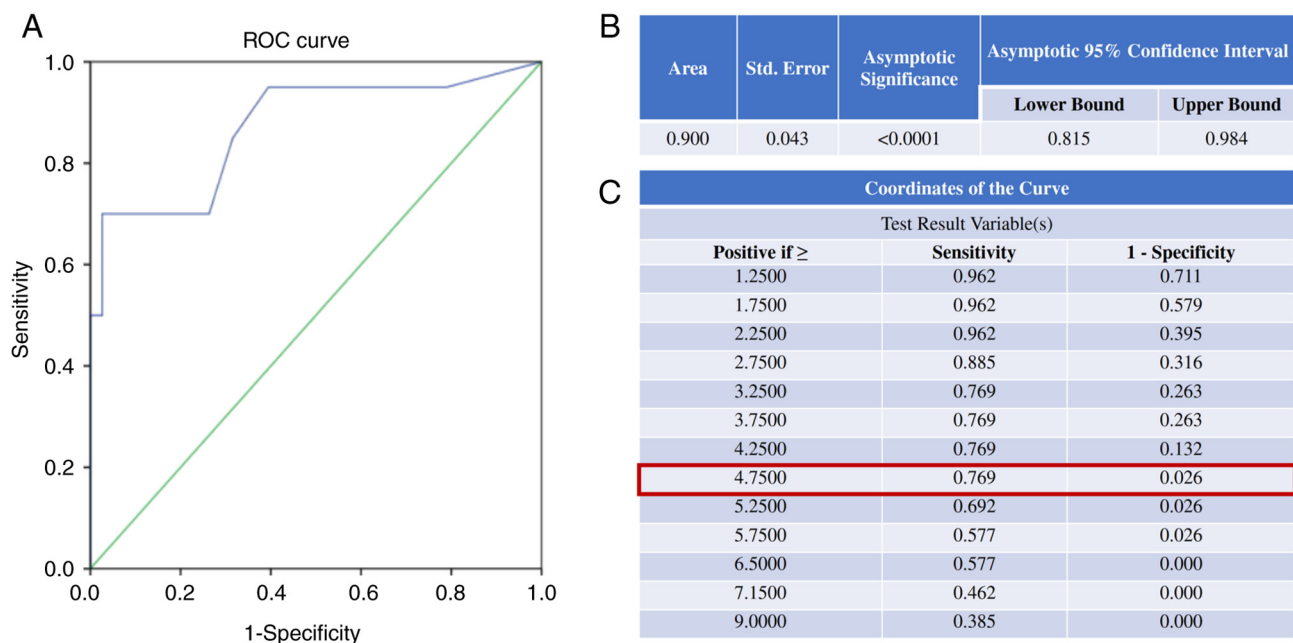 A
ROC curve
Sensitivity
1.0
0.8
0.6
0.4
0.2
0.0
0.0 0.2 0.4 0.6 0.8 1.0
1-Specificity
B
Area Std. Error Asymptotic Significance Asymptotic 95% Confidence Interval
Lower Bound Upper Bound
0.900 0.043 <0.0001 0.815 0.984
C
Coordinates of the Curve
Test Result Variable(s)
Positive if ≥ Sensitivity 1 - Specificity
1.2500 0.962 0.711
1.7500 0.962 0.579
2.2500 0.962 0.395
2.7500 0.885 0.316
3.2500 0.769 0.263
3.7500 0.769 0.263
4.2500 0.769 0.132
4.7500 0.769 0.026
5.2500 0.692 0.026
5.7500 0.577 0.026
6.5000 0.577 0.000
7.1500 0.462 0.000
9.0000 0.385 0.000